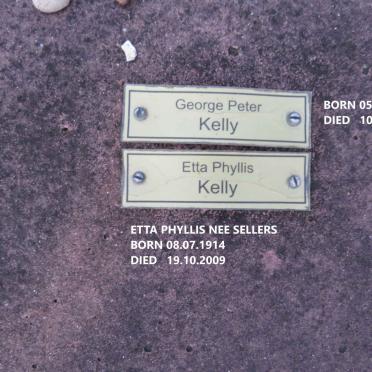 George Peter
Kelly
BORN 05
DIED 10
Etta Phyllis
Kelly
ETTA PHYLLIS NEE SELLERS
BORN 08.07.1914
DIED 19.10.2009